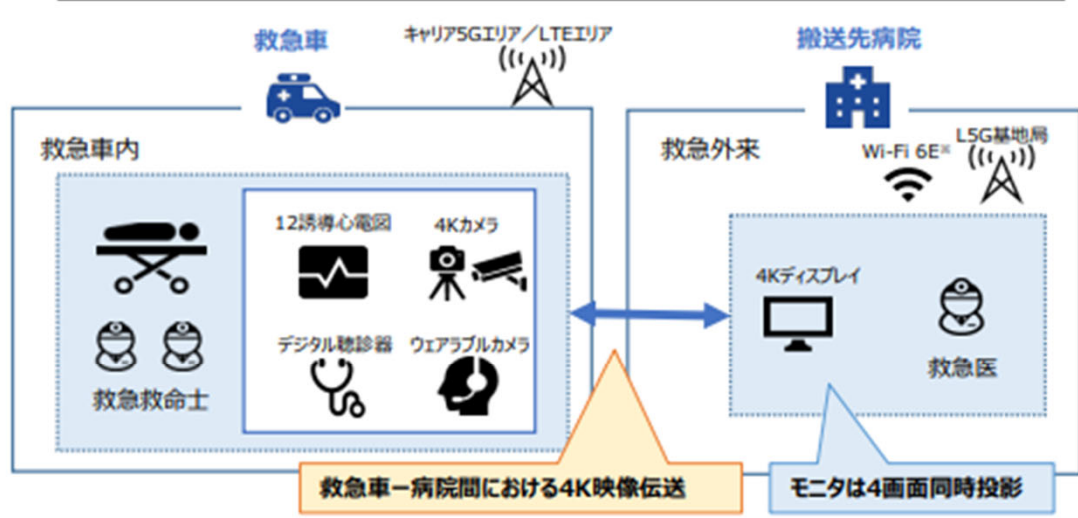 救急車
キャリア5Gエリア/LTEエリア
搬送先病院
救急車内
救急外来
Wi-Fi 6E※
L5G基地局
12誘導心電図
4Kカメラ
デジタル聴診器
ウェアラブルカメラ
救急救命士
4Kディスプレイ
救急医
救急車ー病院間における4K映像伝送
モニタは4画面同時投影